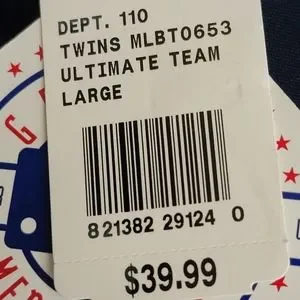 DEPT. 110
TWINS MLBT0653
ULTIMATE TEAM
LARGE
8 21382 29124 0
$39.99